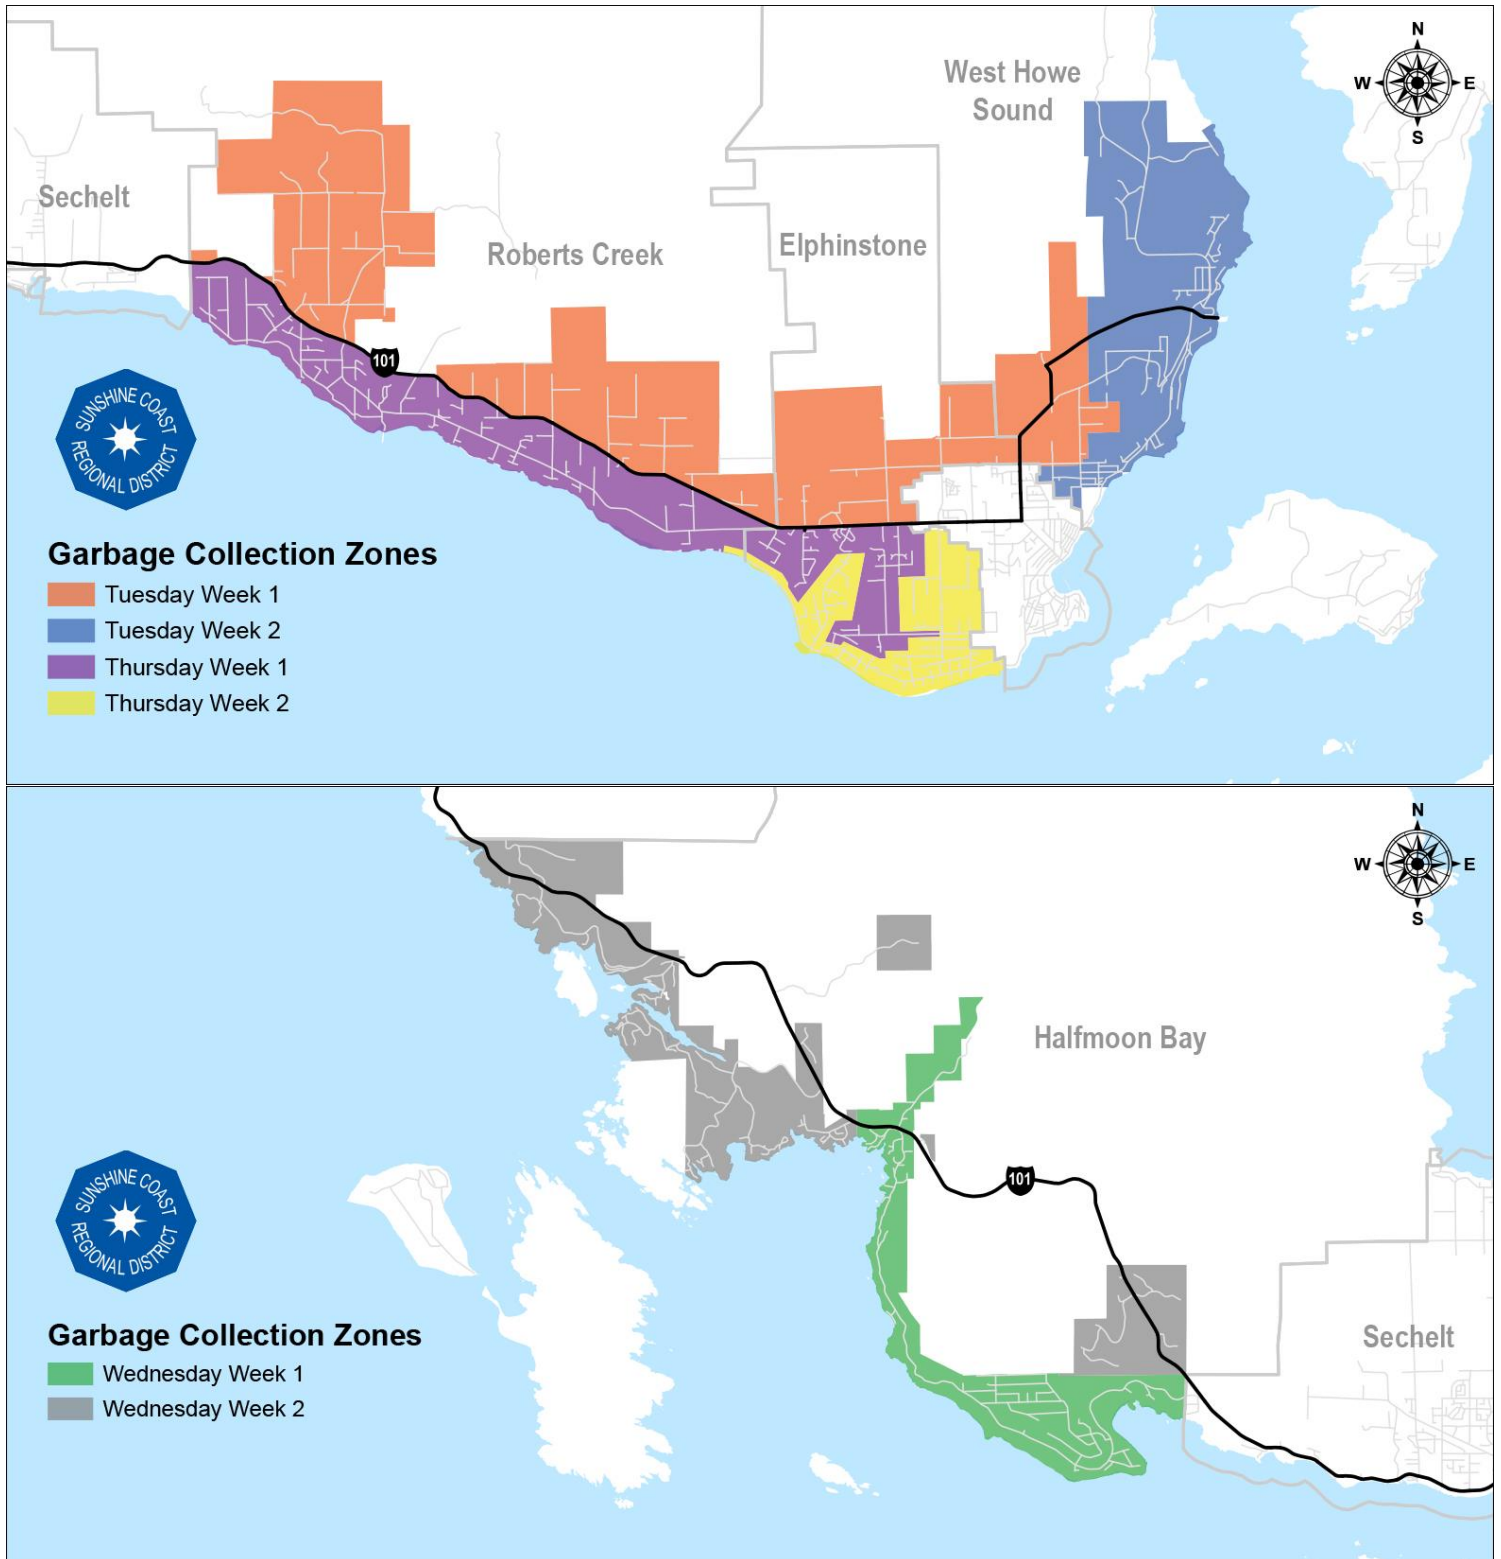 N
W E
S
West Howe
Sound
Sechelt
Roberts Creek
Elphinstone
101
SUNSHINE COAST
REGIONAL DISTRICT
Garbage Collection Zones
Tuesday Week 1
Tuesday Week 2
Thursday Week 1
Thursday Week 2
N
W E
S
Halfmoon Bay
101
SUNSHINE COAST
REGIONAL DISTRICT
Sechelt
Garbage Collection Zones
Wednesday Week 1
Wednesday Week 2